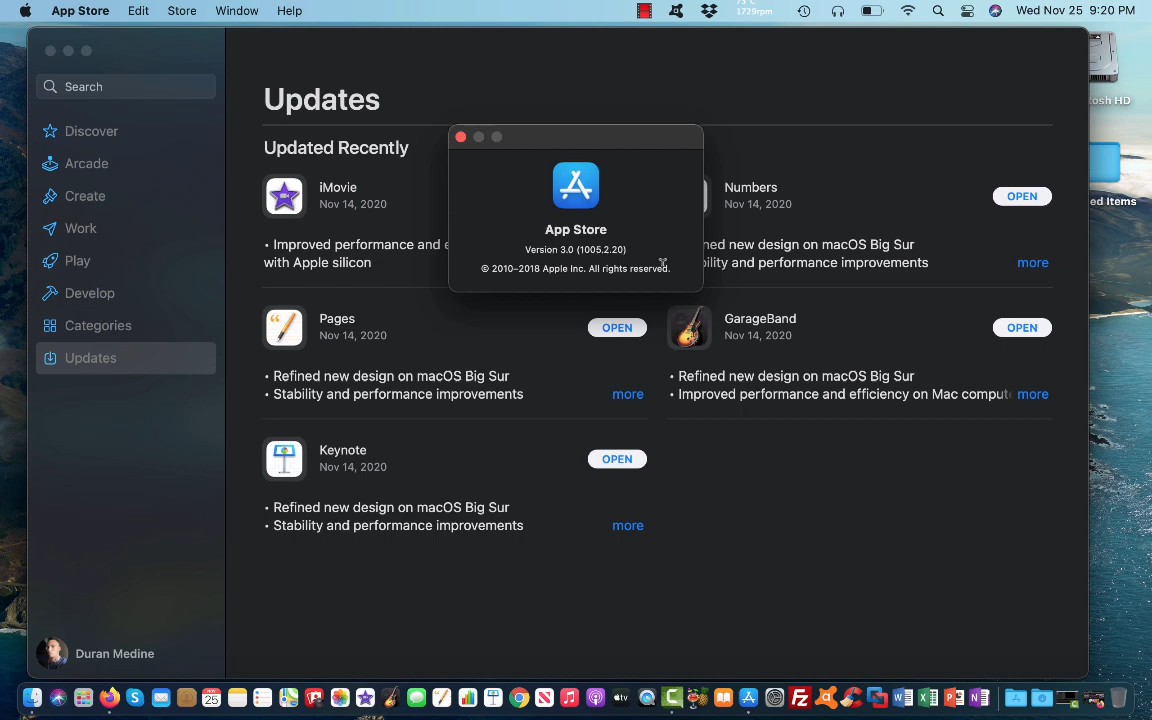 App Store Edit Store Window Help
1729rpm
Wed Nov 25 9:20 PM
Search
Discover
Arcade
Create
Work
Play
Develop
Categories
Updates
Duran Medine
Updates
Updated Recently
iMovie
Nov 14, 2020
• Improved performance and
with Apple silicon
Numbers
Nov 14, 2020
OPEN
ned new design on macOS Big Sur
bility and performance improvements
more
App Store
Version 3.0 (1005.2.20)
© 2010–2018 Apple Inc. All rights reserved.
Pages
Nov 14, 2020
OPEN
• Refined new design on macOS Big Sur
• Stability and performance improvements
more
GarageBand
Nov 14, 2020
OPEN
• Refined new design on macOS Big Sur
• Improved performance and efficiency on Mac comput
more
Keynote
Nov 14, 2020
OPEN
• Refined new design on macOS Big Sur
• Stability and performance improvements
more
tosh HD
ed Items
NOV
25